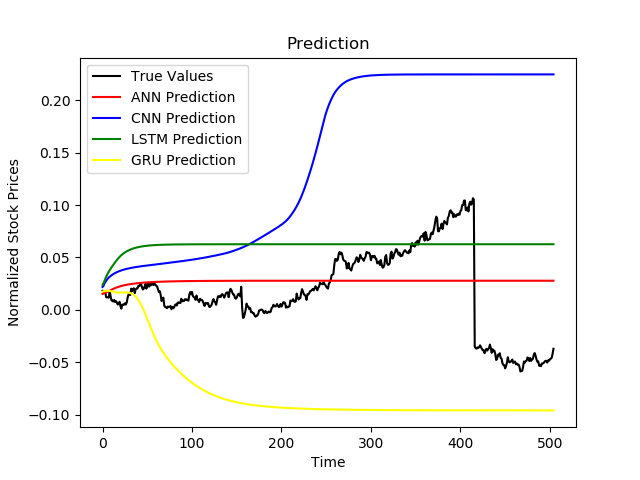 Prediction
True Values
ANN Prediction
CNN Prediction
LSTM Prediction
GRU Prediction
Normalized Stock Prices
0.20
0.15
0.10
0.05
0.00
−0.05
−0.10
0 100 200 300 400 500
Time